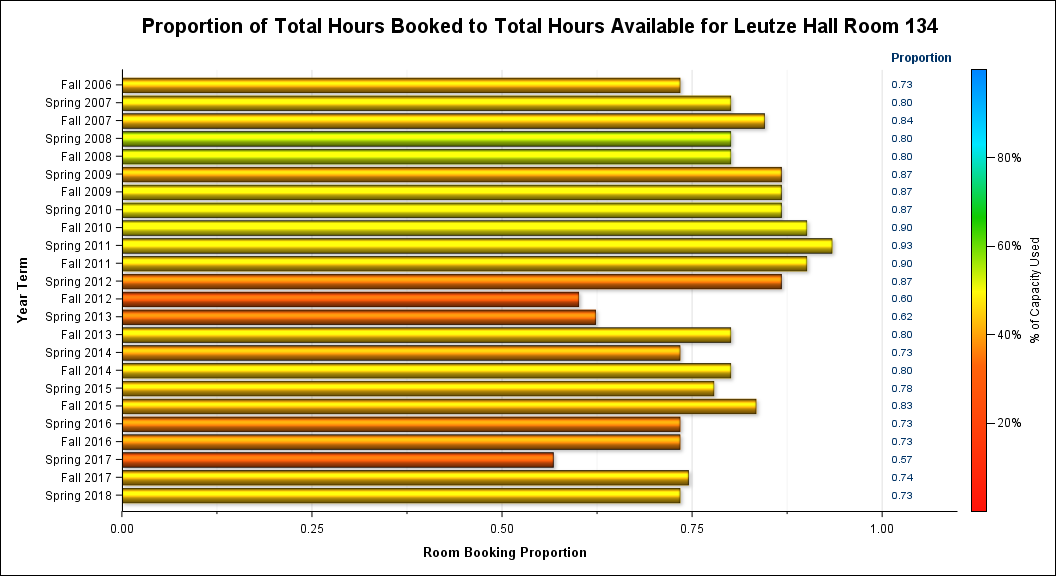 Proportion of Total Hours Booked to Total Hours Available for Leutze Hall Room 134
Proportion
Fall 2006 0.73
Spring 2007 0.80
Fall 2007 0.84
Spring 2008 0.80
Fall 2008 0.80
Spring 2009 0.87
Fall 2009 0.87
Spring 2010 0.87
Fall 2010 0.90
Spring 2011 0.93
Fall 2011 0.90
Spring 2012 0.87
Fall 2012 0.60
Spring 2013 0.62
Fall 2013 0.80
Spring 2014 0.73
Fall 2014 0.80
Spring 2015 0.78
Fall 2015 0.83
Spring 2016 0.73
Fall 2016 0.73
Spring 2017 0.57
Fall 2017 0.74
Spring 2018 0.73
Year Term
0.00 0.25 0.50 0.75 1.00
Room Booking Proportion
80%
60%
40%
20%
% of Capacity Used